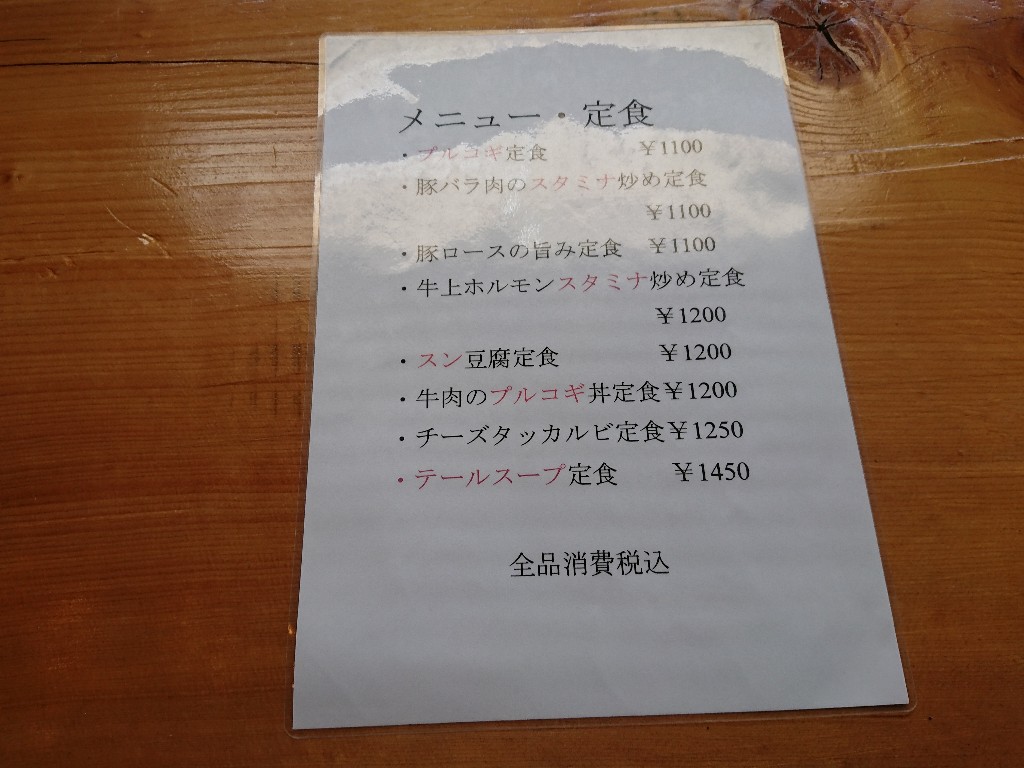 メニュー・定食
・プルコギ定食 ¥1100
・豚バラ肉のスタミナ炒め定食
¥1100
・豚ロースの旨み定食 ¥1100
・牛上ホルモンスタミナ炒め定食
¥1200
・スン豆腐定食 ¥1200
・牛肉のプルコギ丼定食¥1200
・チーズタッカルビ定食¥1250
・テールスープ定食 ¥1450
全品消費税込